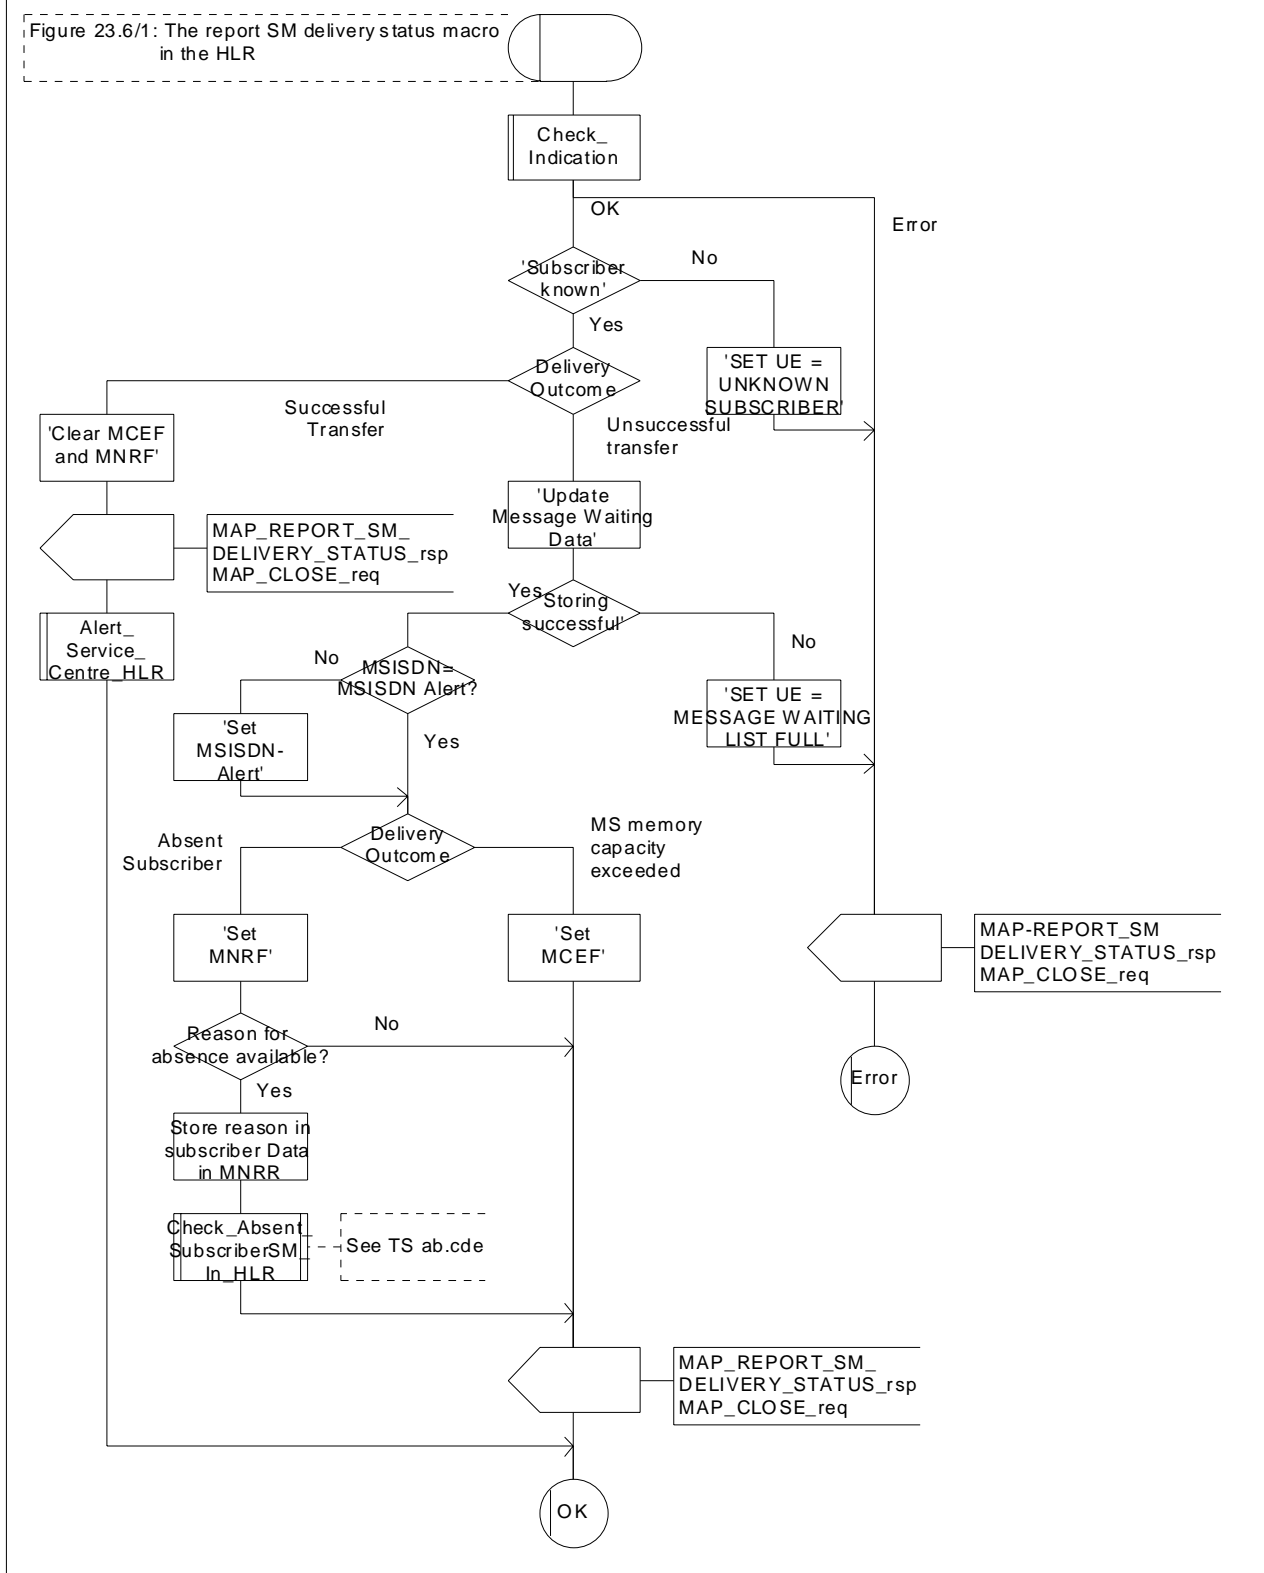 Figure 23.6/1: The report SM delivery status macro
in the HLR
Check_
Indication
OK
Error
'Subscriber
known'
No
Yes
Delivery
Outcome
'SET UE =
UNKNOWN
SUBSCRIBER'
Successful
Transfer
Unsuccessful
transfer
'Clear MCEF
and MNRF'
'Update
Message Waiting
Data'
MAP_REPORT_SM_
DELIVERY_STATUS_rsp
MAP_CLOSE_req
Yes
Storing
successful'
No
Alert_
Service_
Centre_HLR
No
MSISDN=
MSISDN Alert?
'SET UE =
MESSAGE WAITING
LIST FULL'
'Set
MSISDN-
Alert'
Yes
Absent
Subscriber
Delivery
Outcome
MS memory
capacity
exceeded
'Set
MNRF'
'Set
MCEF'
MAP-REPORT_SM
DELIVERY_STATUS_rsp
MAP_CLOSE_req
Reason for
absence available?
No
Yes
Error
Store reason in
subscriber Data
in MNRR
Check_Absent_
SubscriberSM_
In_HLR
See TS ab.cde
MAP_REPORT_SM_
DELIVERY_STATUS_rsp
MAP_CLOSE_req
OK